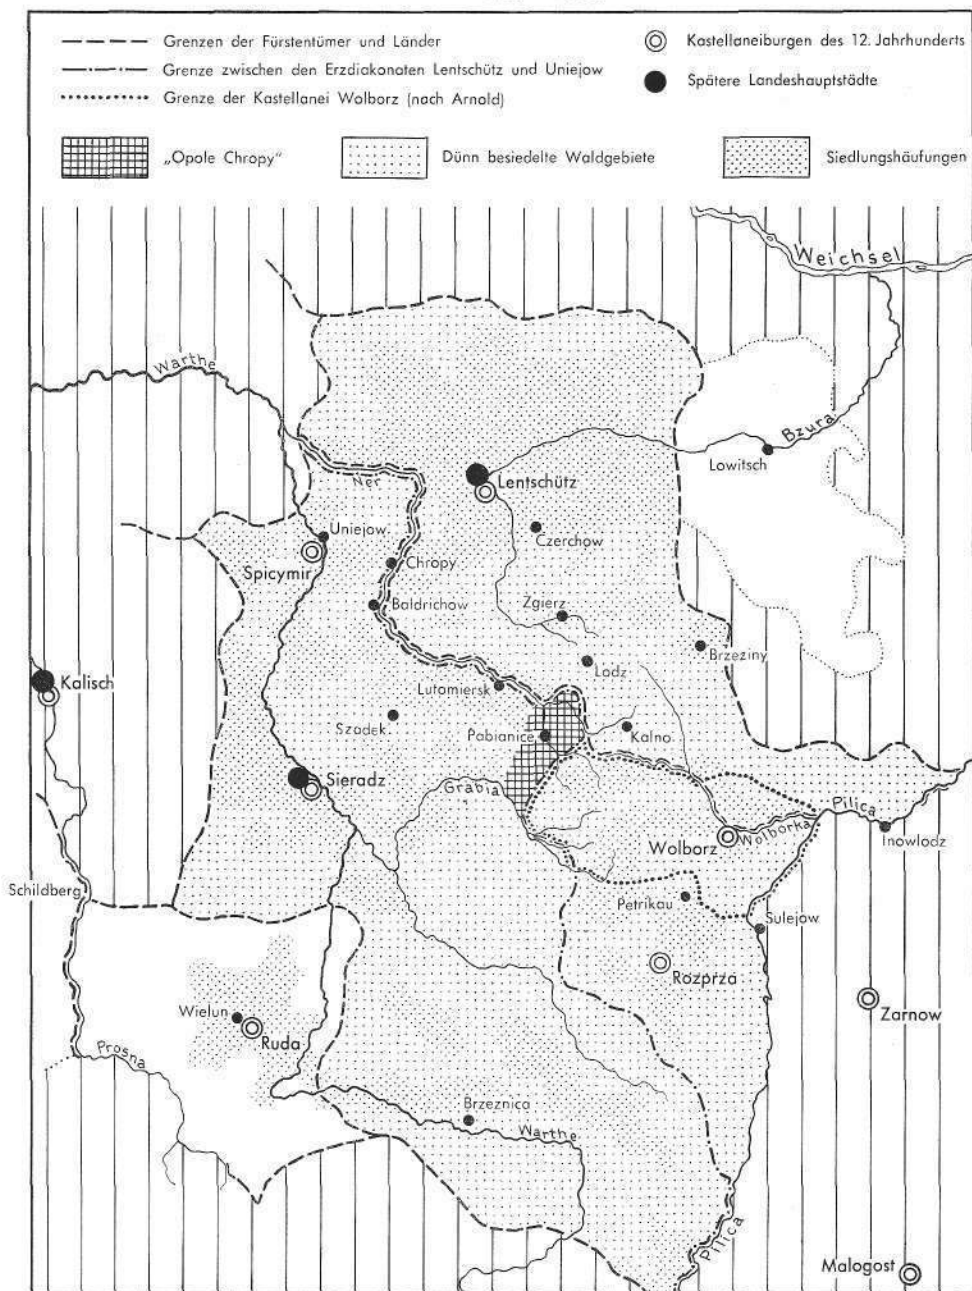 Grenzen der Fürstentümer und Länder
Grenze zwischen den Erzdiakonaten Lentschütz und Uniejow
Grenze der Kastellanei Wolborz (nach Arnold)
Kastellaneiburgen des 12. Jahrhunderts
Spätere Landeshauptstädte
„Opole Chropy“
Dünn besiedelte Waldgebiete
Siedlungshäufungen
Weichsel
Warthe
Bzura
Lowitsch
Ner
Lentschütz
Uniejow
Czerchow
Spicymir
Chropy
Baldrichow
Zgierz
Brzeziny
Kalisch
Lodz
Lutomiersk
Szadek
Pabianice
Kalno
Sieradz
Grabia
Pilica
Wolborka
Inowlodz
Wolborz
Schildberg
Petrikau
Sulejow
Rozprza
Zarnow
Wielun
Ruda
Prosna
Brzeznica
Warthe
Pilica
Malogost